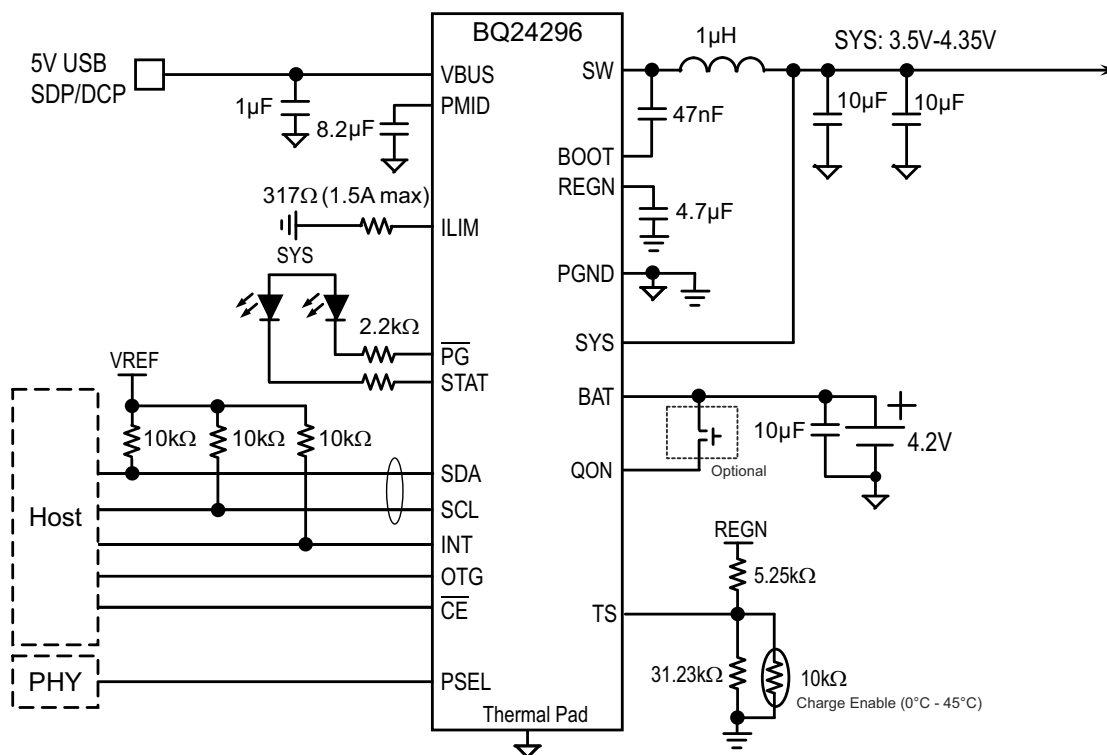 BQ24296
5V USB
SDP/DCP
1µF
8.2µF
VBUS
PMID
317Ω (1.5A max)
ILIM
SYS
2.2kΩ
PG
STAT
VREF
10kΩ
10kΩ
10kΩ
Host
SDA
SCL
INT
OTG
CE
PHY
PSEL
Thermal Pad
SW
1µH
SYS: 3.5V-4.35V
47nF
10µF
10µF
BOOT
REGN
4.7µF
PGND
SYS
BAT
Optional
10µF
+
4.2V
QON
REGN
5.25kΩ
TS
31.23kΩ
10kΩ
Charge Enable (0°C - 45°C)